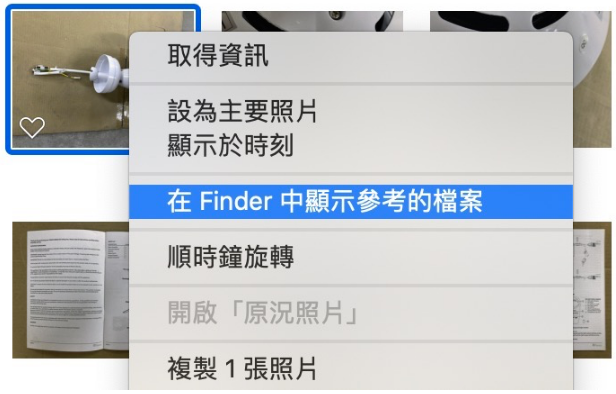 取得資訊
設為主要照片
顯示於時刻
在 Finder 中顯示參考的檔案
順時鐘旋轉
開啟「原況照片」
複製 1 張照片